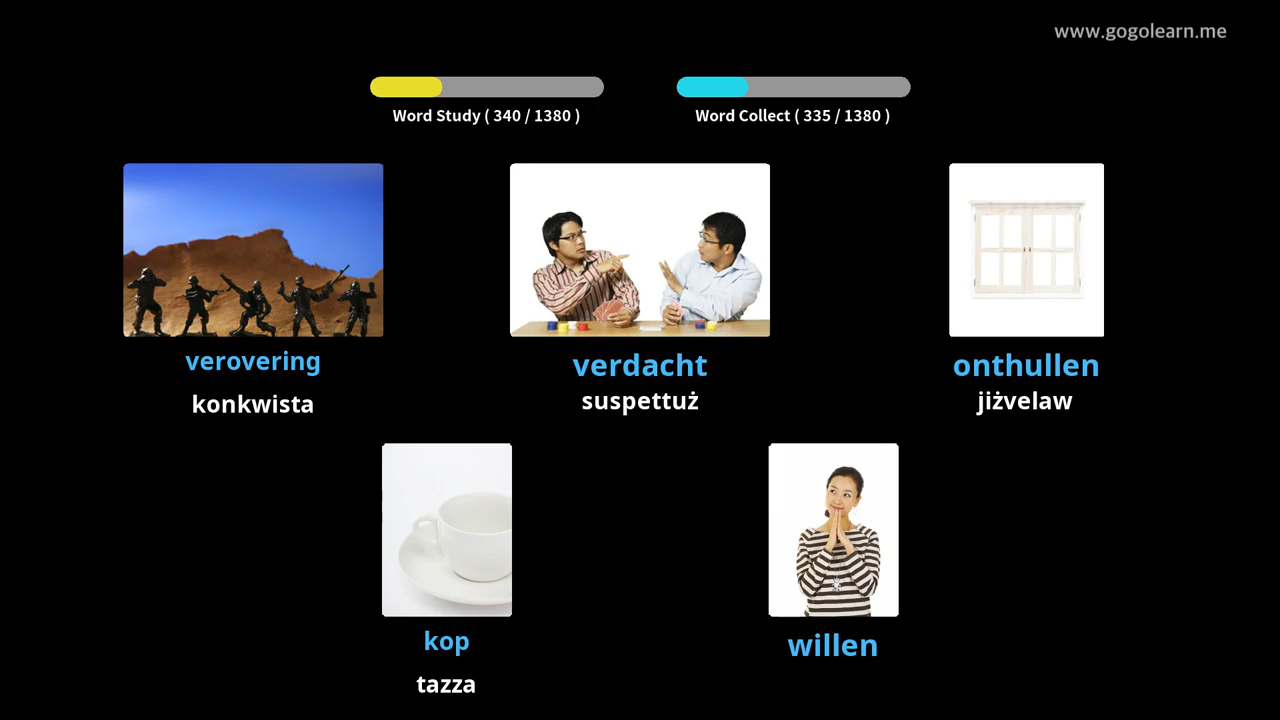 www.gogolearn.me
Word Study ( 340 / 1380 )
Word Collect ( 335 / 1380 )
verovering
konkwista
verdacht
suspettuż
onthullen
jiżvelaw
kop
tazza
willen